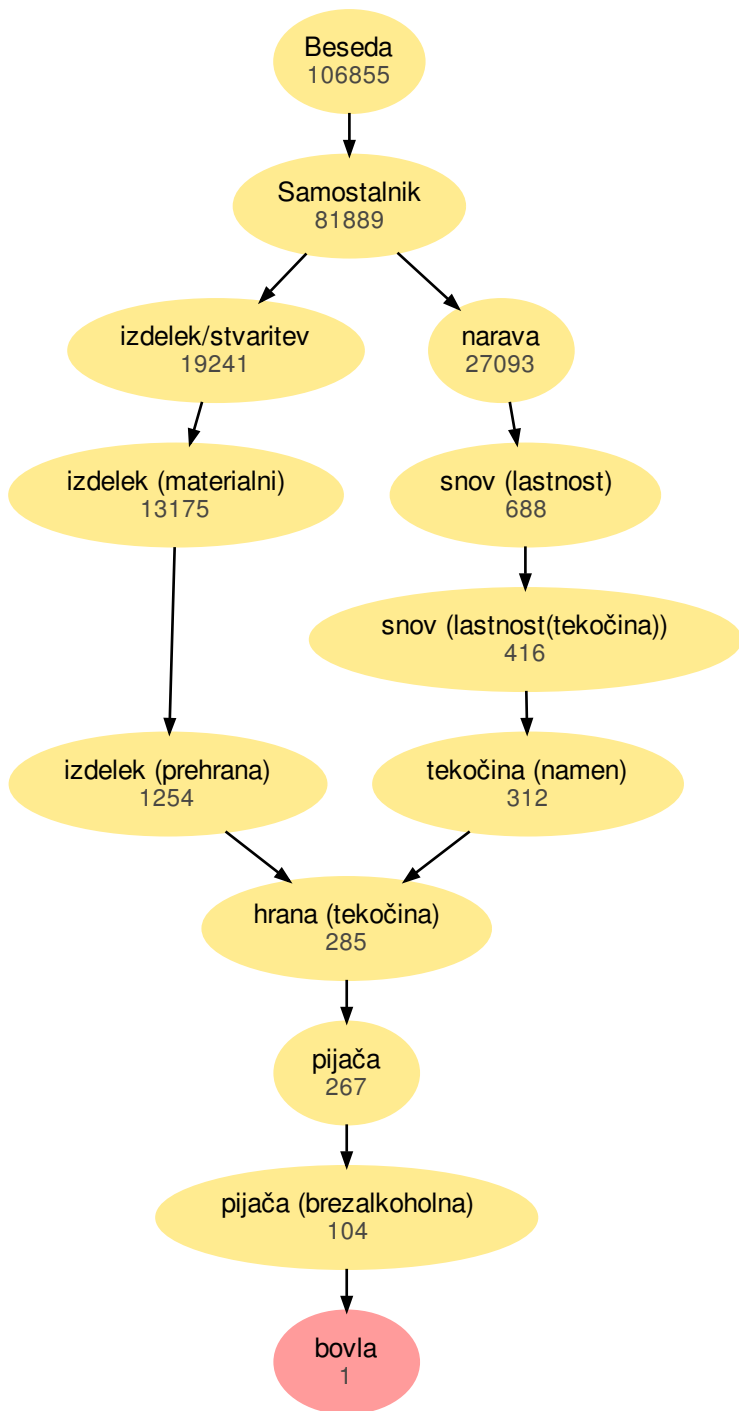 Beseda
106855
Samostalnik
81889
izdelek/stvaritev
19241
narava
27093
izdelek (materialni)
13175
snov (lastnost)
688
snov (lastnost(tekočina))
416
izdelek (prehrana)
1254
tekočina (namen)
312
hrana (tekočina)
285
pijača
267
pijača (brezalkoholna)
104
bovla
1